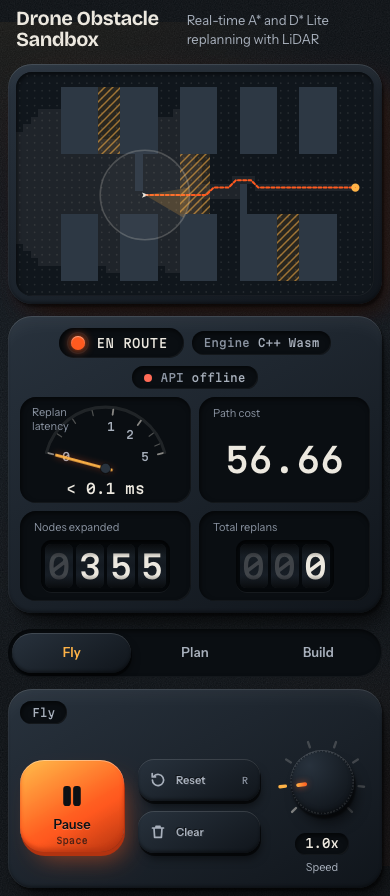 Drone Obstacle
Sandbox
Real-time A* and D* Lite
replanning with LiDAR
EN ROUTE
Engine C++ Wasm
API offline
Replan
latency
0
1
2
5
< 0.1 ms
Path cost
56.66
Nodes expanded
0355
Total replans
000
Fly
Plan
Build
Fly
Pause
Space
Reset R
Clear
1.0x
Speed